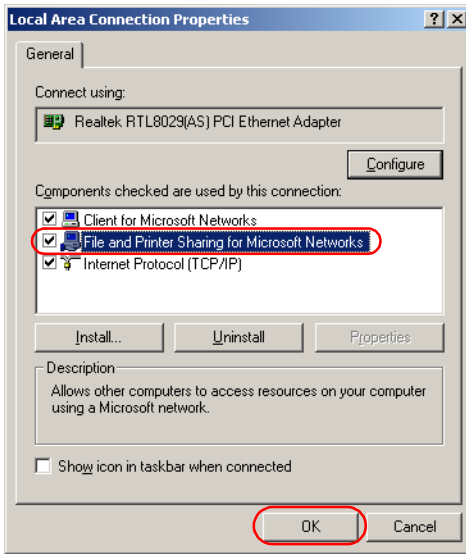 Local Area Connection Properties
General
Connect using:
Realtek RTL8029(AS) PCI Ethernet Adapter
Configure
Components checked are used by this connection:
Client for Microsoft Networks
File and Printer Sharing for Microsoft Networks
Internet Protocol (TCP/IP)
Install... Uninstall Properties
Description
Allows other computers to access resources on your computer
using a Microsoft network.
Show icon in taskbar when connected
OK Cancel